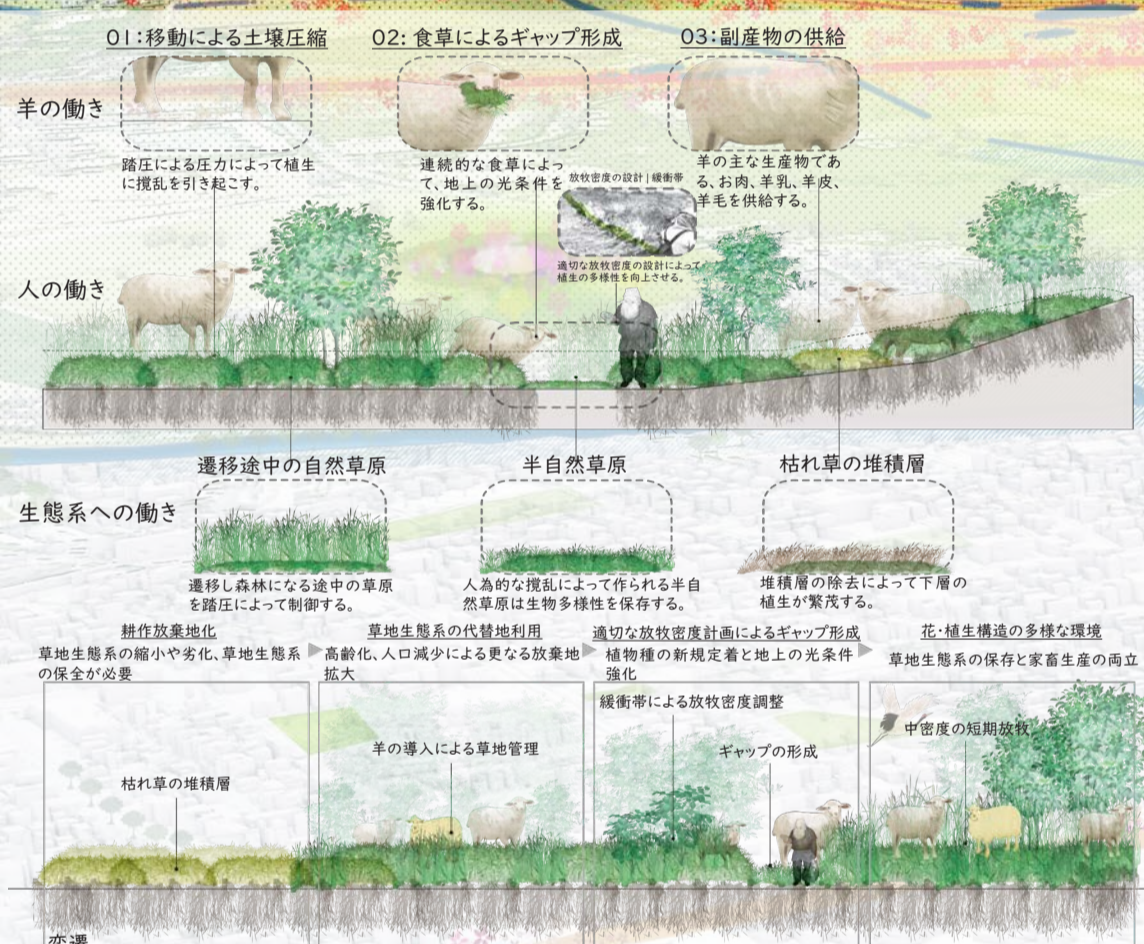 01:移動による土壌圧縮
02:食草によるギャップ形成
03:副産物の供給
羊の働き
踏圧による圧力によって植生
に撹乱を引き起こす。
連続的な食草によっ
て、地上の光条件を
強化する。
羊の主な生産物であ
る、お肉、羊乳、羊皮、
羊毛を供給する。
放牧密度の設計|緩衝帯
適切な放牧密度の設計によって
植生の多様性を向上させる。
人の働き
遷移途中の自然草原
半自然草原
枯れ草の堆積層
生態系への働き
遷移し森林になる途中の草原
を踏圧によって制御する。
人為的な撹乱によって作られる半自
然草原は生物多様性を保存する。
堆積層の除去によって下層の
植生が繁茂する。
耕作放棄地化
草地生態系の縮小や劣化、草地生態系
の保全が必要
草地生態系の代替地利用
高齢化、人口減少による更なる放棄地
拡大
適切な放牧密度計画によるギャップ形成
植物種の新規定着と地上の光条件
強化
花・植生構造の多様な環境
草地生態系の保存と家畜生産の両立
枯れ草の堆積層
羊の導入による草地管理
緩衝帯による放牧密度調整
ギャップの形成
中密度の短期放牧
変遷